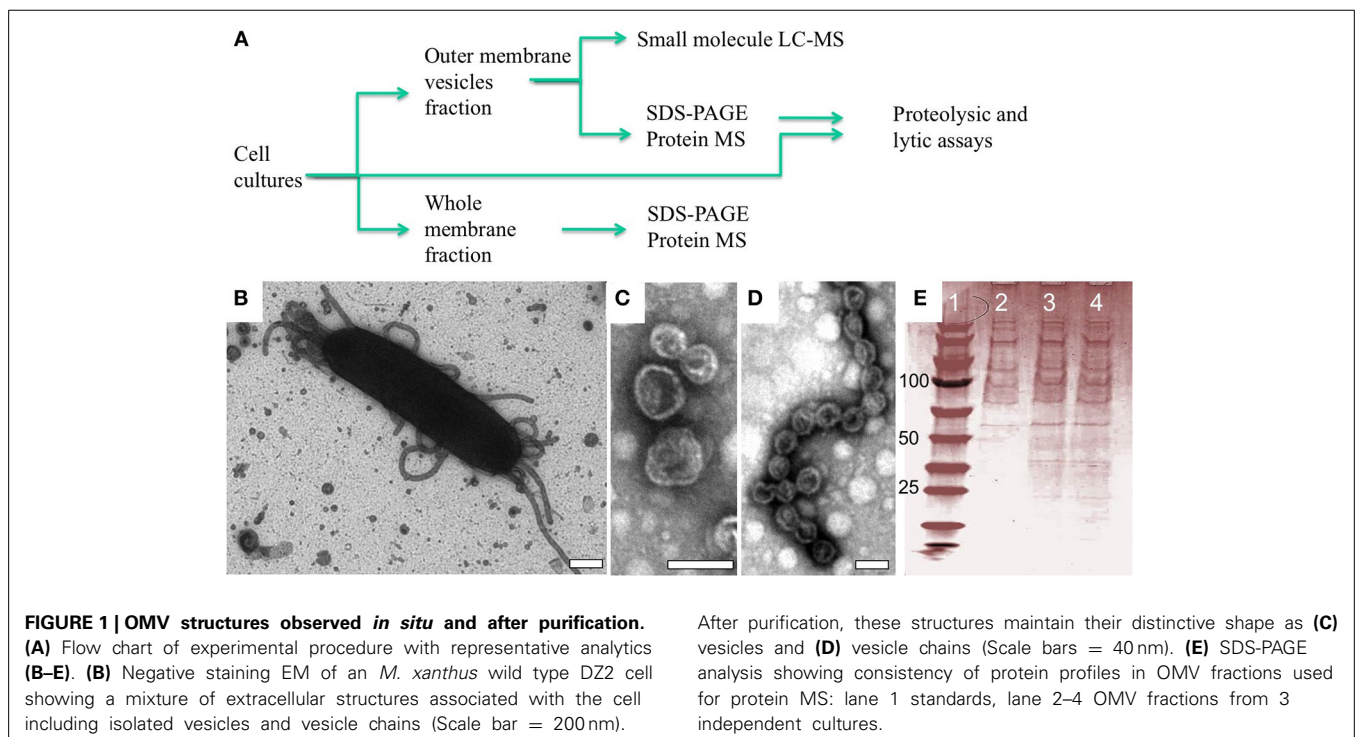 A
Small molecule LC-MS
Outer membrane
vesicles
fraction
SDS-PAGE
Protein MS
Proteolysic and
lytic assays
Cell
cultures
Whole
membrane
fraction
SDS-PAGE
Protein MS
B
C
D
E
1 2 3 4
100
50
25
FIGURE 1 | OMV structures observed in situ and after purification.
(A) Flow chart of experimental procedure with representative analytics
(B–E). (B) Negative staining EM of an M. xanthus wild type DZ2 cell
showing a mixture of extracellular structures associated with the cell
including isolated vesicles and vesicle chains (Scale bar = 200 nm).
After purification, these structures maintain their distinctive shape as (C)
vesicles and (D) vesicle chains (Scale bars = 40 nm). (E) SDS-PAGE
analysis showing consistency of protein profiles in OMV fractions used
for protein MS: lane 1 standards, lane 2–4 OMV fractions from 3
independent cultures.